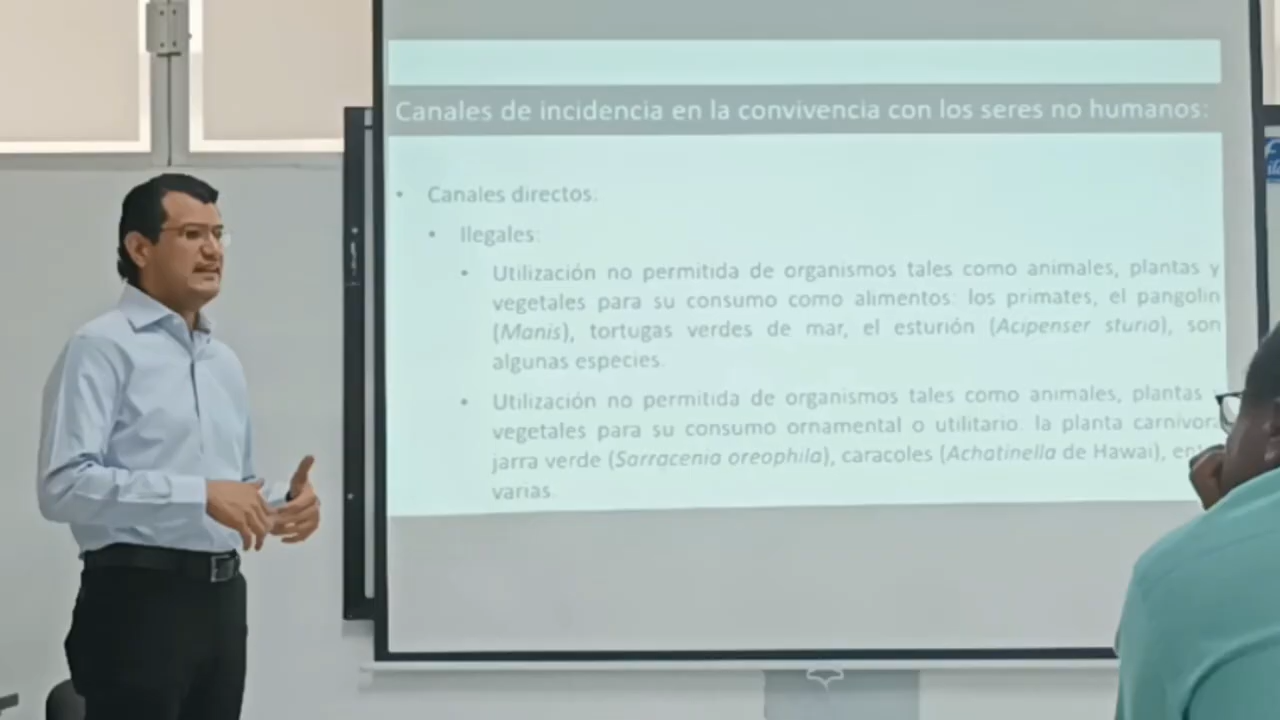 Canales de incidencia en la convivencia con los seres no humanos:
• Canales directos:
• Ilegales:
• Utilización no permitida de organismos tales como animales, plantas y
vegetales para su consumo como alimentos: los primates, el pangolin
(Manis), tortugas verdes de mar, el esturión (Acipenser sturio), son
algunas especies.
• Utilización no permitida de organismos tales como animales, plantas
vegetales para su consumo ornamental o utilitario: la planta carnivora
jarra verde (Sarracenia oreophila), caracoles (Achatinella de Hawai),
varias.